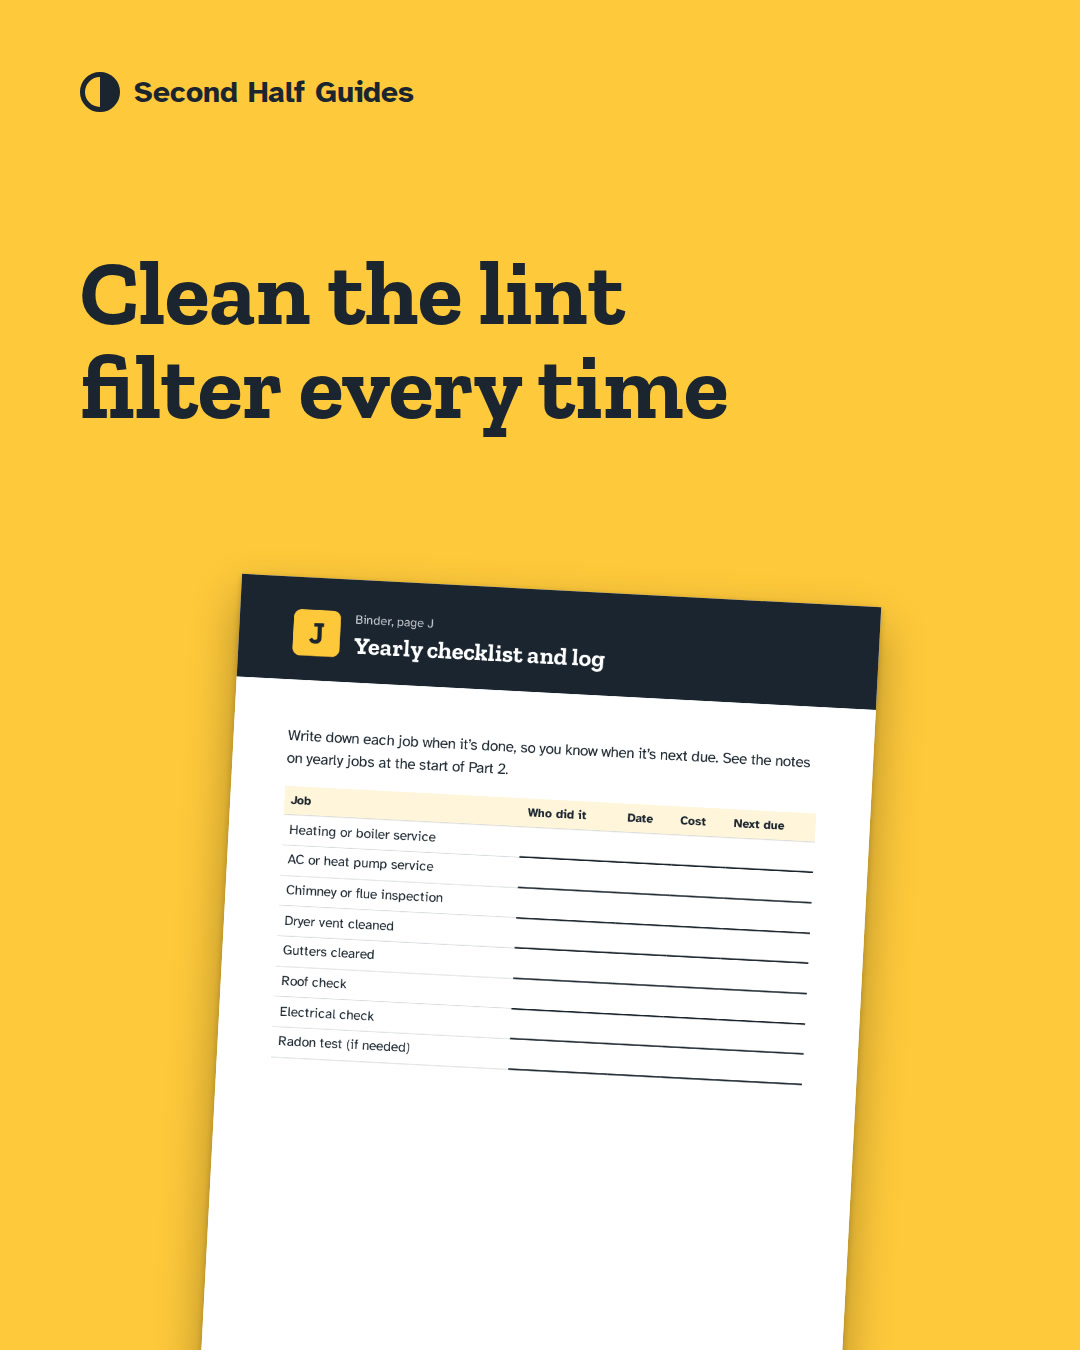 Second Half Guides
Clean the lint
filter every time
J
Binder, page J
Yearly checklist and log
Write down each job when it’s done, so you know when it’s next due. See the notes
on yearly jobs at the start of Part 2.
Job Who did it Date Cost Next due
Heating or boiler service
AC or heat pump service
Chimney or flue inspection
Dryer vent cleaned
Gutters cleared
Roof check
Electrical check
Radon test (if needed)